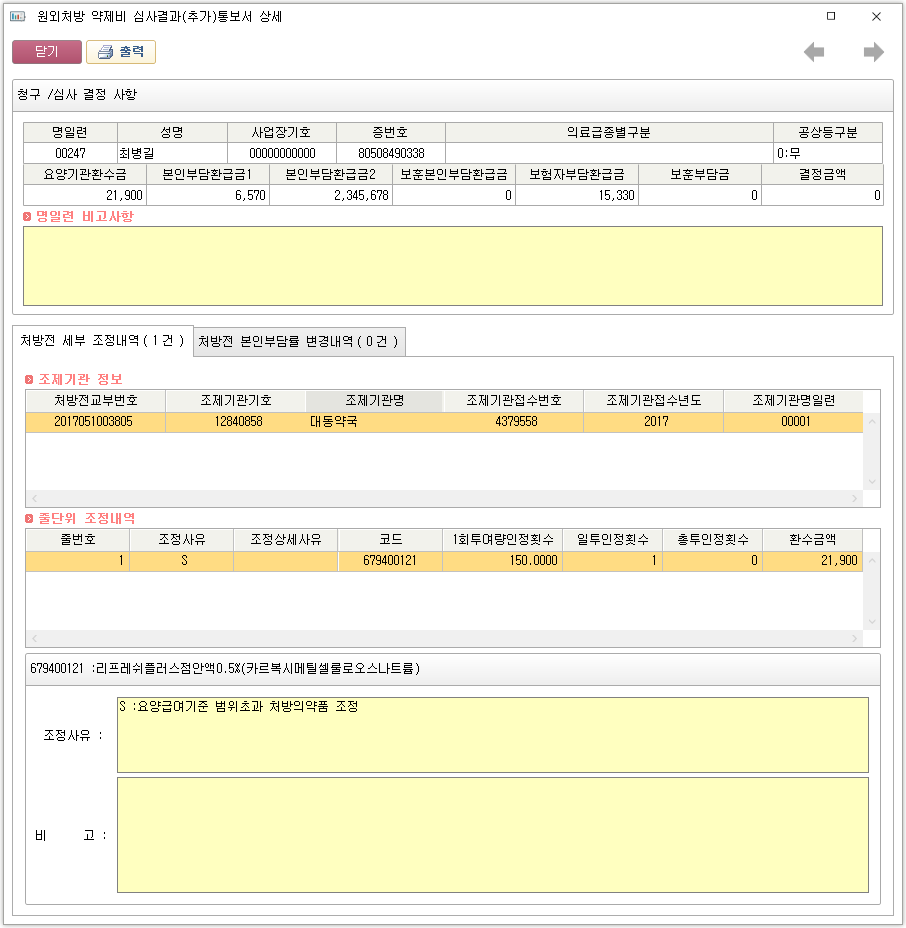 원외처방 약제비 심사결과(추가)통보서 상세
닫기 출력
청구 /심사 결정 사항
명일련 성명 사업장기호 증번호 의료급종별구분 공상등구분
00247 최병길 00000000000 80508490338 0:무
요양기관환수금 본인부담환급금1 본인부담환급금2 보훈본인부담환급금 보험자부담환급금 보훈부담금 결정금액
21,900 6,570 2,345,678 0 15,330 0 0
명일련 비고사항
처방전 세부 조정내역(1건) 처방전 본인부담률 변경내역(0건)
조제기관 정보
처방전교부번호 조제기관기호 조제기관명 조제기관접수번호 조제기관접수년도 조제기관명일련
2017051003805 12840858 대동약국 4379558 2017 00001
줄단위 조정내역
줄번호 조정사유 조정상세사유 코드 1회투여량인정횟수 일투인정횟수 총투인정횟수 환수금액
1 S 679400121 150.0000 1 0 21,900
679400121 :리프레쉬플러스점안액0.5%(카르복시메틸셀룰로오스나트륨)
조정사유 : S :요양급여기준 범위초과 처방의약품 조정
비 고 :